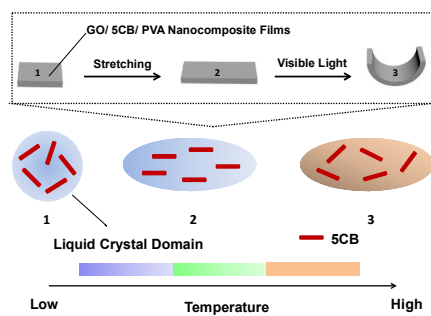 GO/ 5CB/ PVA Nanocomposite Films
1
Stretching
2
Visible Light
3
1
2
3
Liquid Crystal Domain
5CB
Low
Temperature
High